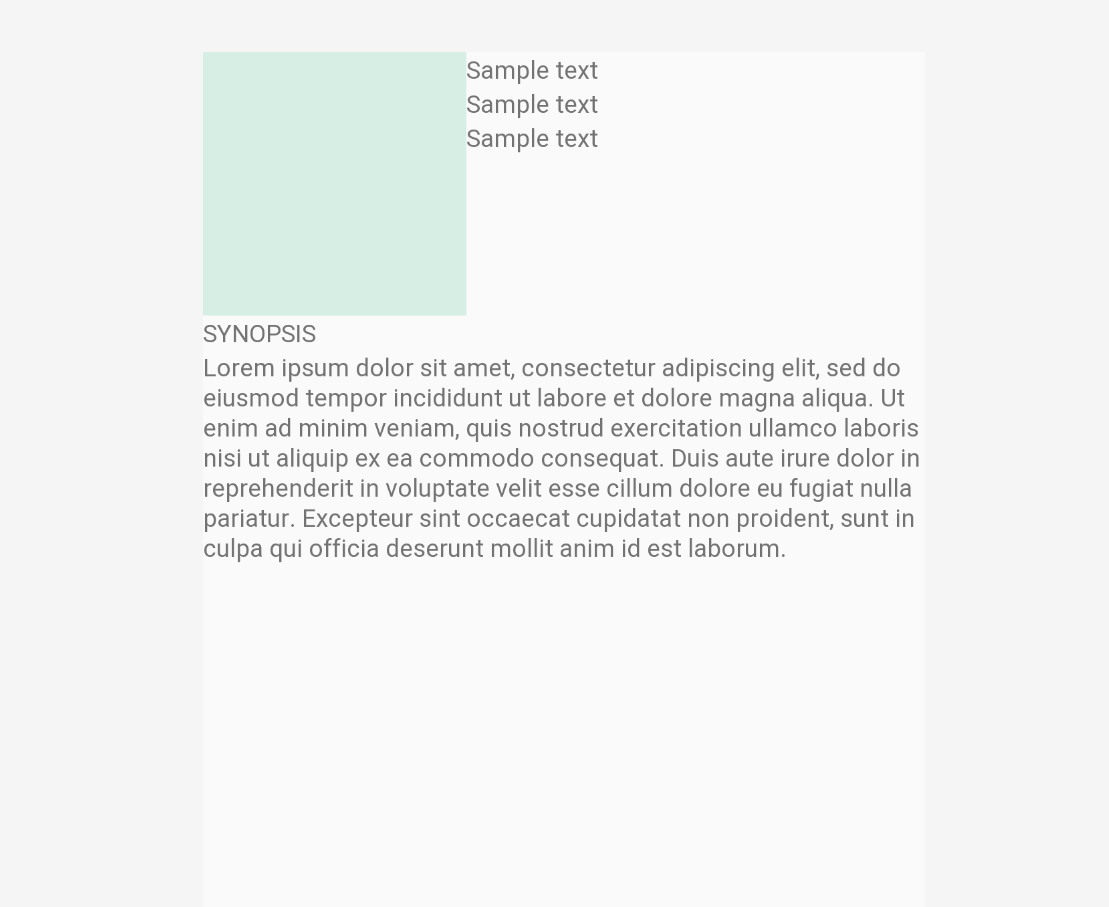 Sample text
Sample text
Sample text
SYNOPSIS
Lorem ipsum dolor sit amet, consectetur adipiscing elit, sed do
eiusmod tempor incididunt ut labore et dolore magna aliqua. Ut
enim ad minim veniam, quis nostrud exercitation ullamco laboris
nisi ut aliquip ex ea commodo consequat. Duis aute irure dolor in
reprehenderit in voluptate velit esse cillum dolore eu fugiat nulla
pariatur. Excepteur sint occaecat cupidatat non proident, sunt in
culpa qui officia deserunt mollit anim id est laborum.